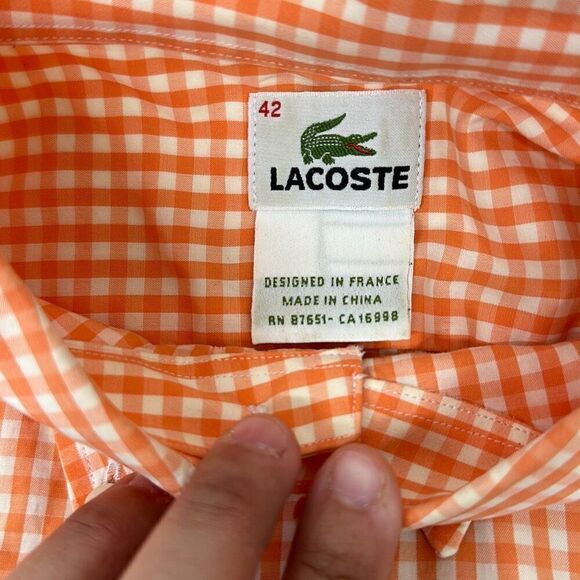 42
LACOSTE
DESIGNED IN FRANCE
MADE IN CHINA
RN 87651- CA16998